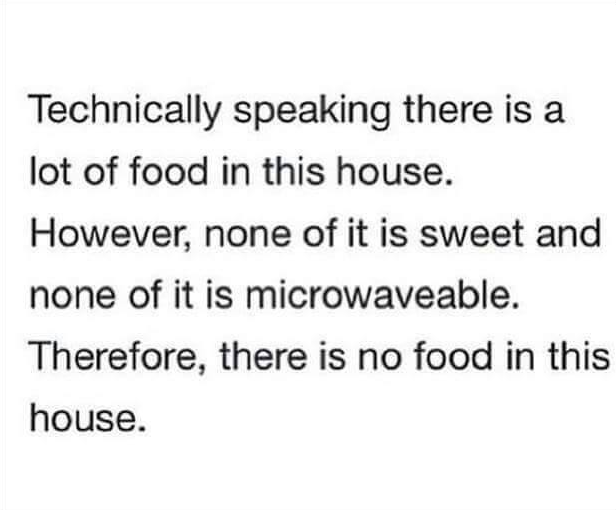 Technically speaking there is a
lot of food in this house.
However, none of it is sweet and
none of it is microwaveable.
Therefore, there is no food in this
house.